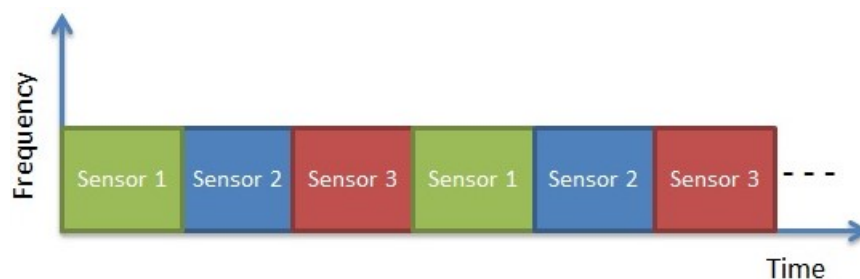 Frequency
Sensor 1
Sensor 2
Sensor 3
Sensor 1
Sensor 2
Sensor 3
- - -
Time